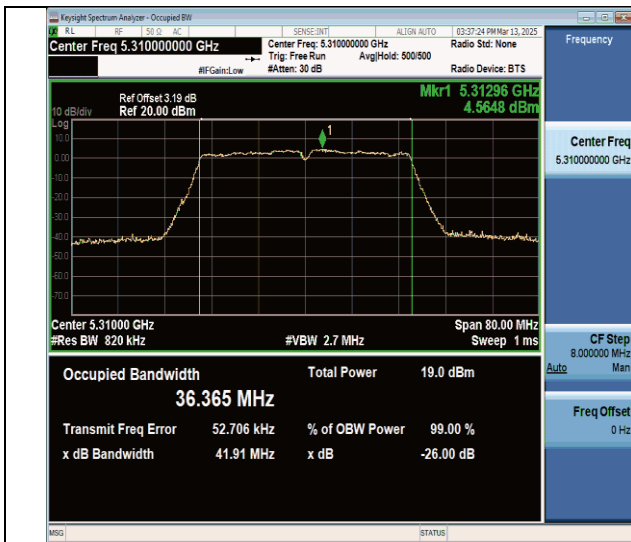 Keysight Spectrum Analyzer - Occupied BW
RL RF 50 Ω AC SENSE:INT ALIGN AUTO 03:37:24 PM Mar 13, 2025
Center Freq 5.310000000 GHz
Center Freq: 5.310000000 GHz
Radio Std: None
Trig: Free Run
Avg|Hold: 500/500
#IFGain:Low
#Atten: 30 dB
Radio Device: BTS
Frequency
Mkr1 5.31296 GHz
4.5648 dBm
Ref Offset 3.19 dB
10 dB/div
Ref 20.00 dBm
Log
10.0
1
0.00
-10.0
-20.0
-30.0
-40.0
-50.0
-60.0
-70.0
Center 5.31000 GHz
Span 80.00 MHz
#Res BW 820 kHz
#VBW 2.7 MHz
Sweep 1 ms
Occupied Bandwidth
Total Power
19.0 dBm
36.365 MHz
Transmit Freq Error
52.706 kHz
% of OBW Power
99.00 %
x dB Bandwidth
41.91 MHz
x dB
-26.00 dB
Center Freq
5.310000000 GHz
CF Step
8.000000 MHz
Auto Man
Freq Offset
0 Hz
MSG
STATUS